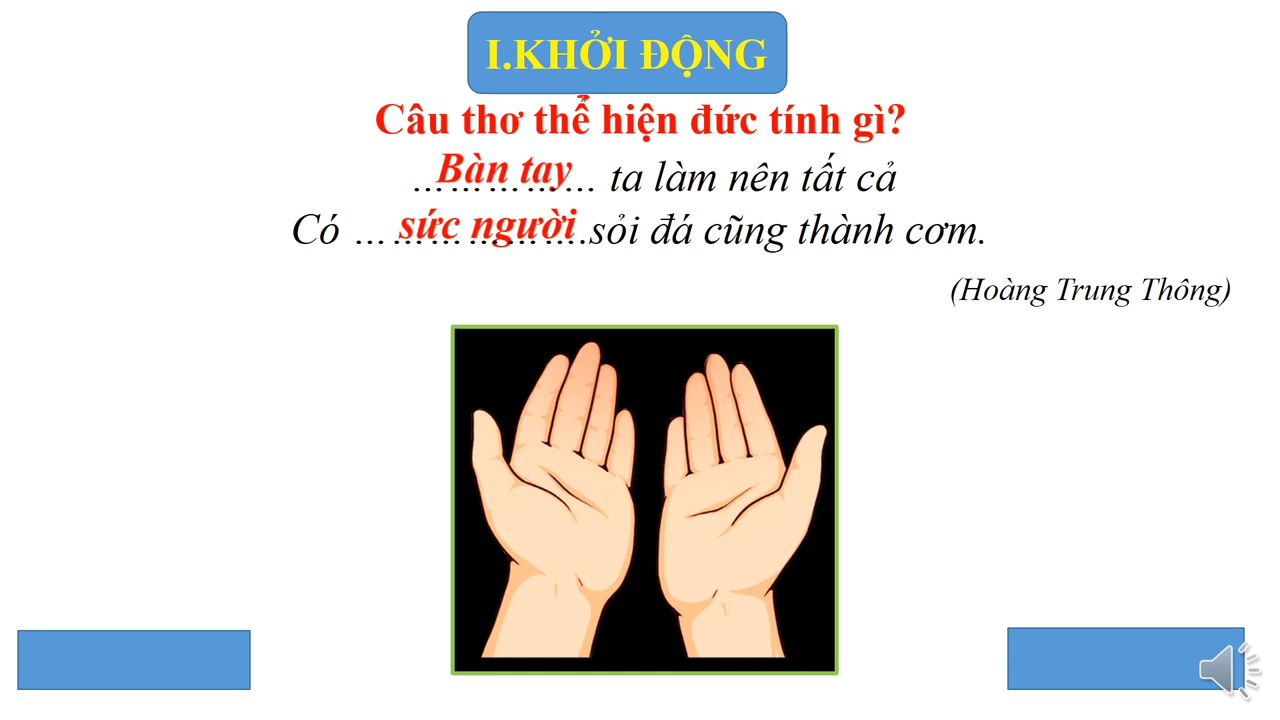 I.KHỞI ĐỘNG
Câu thơ thể hiện đức tính gì?
……Bàn tay…… ta làm nên tất cả
Có ……sức người…….sỏi đá cũng thành cơm.
(Hoàng Trung Thông)